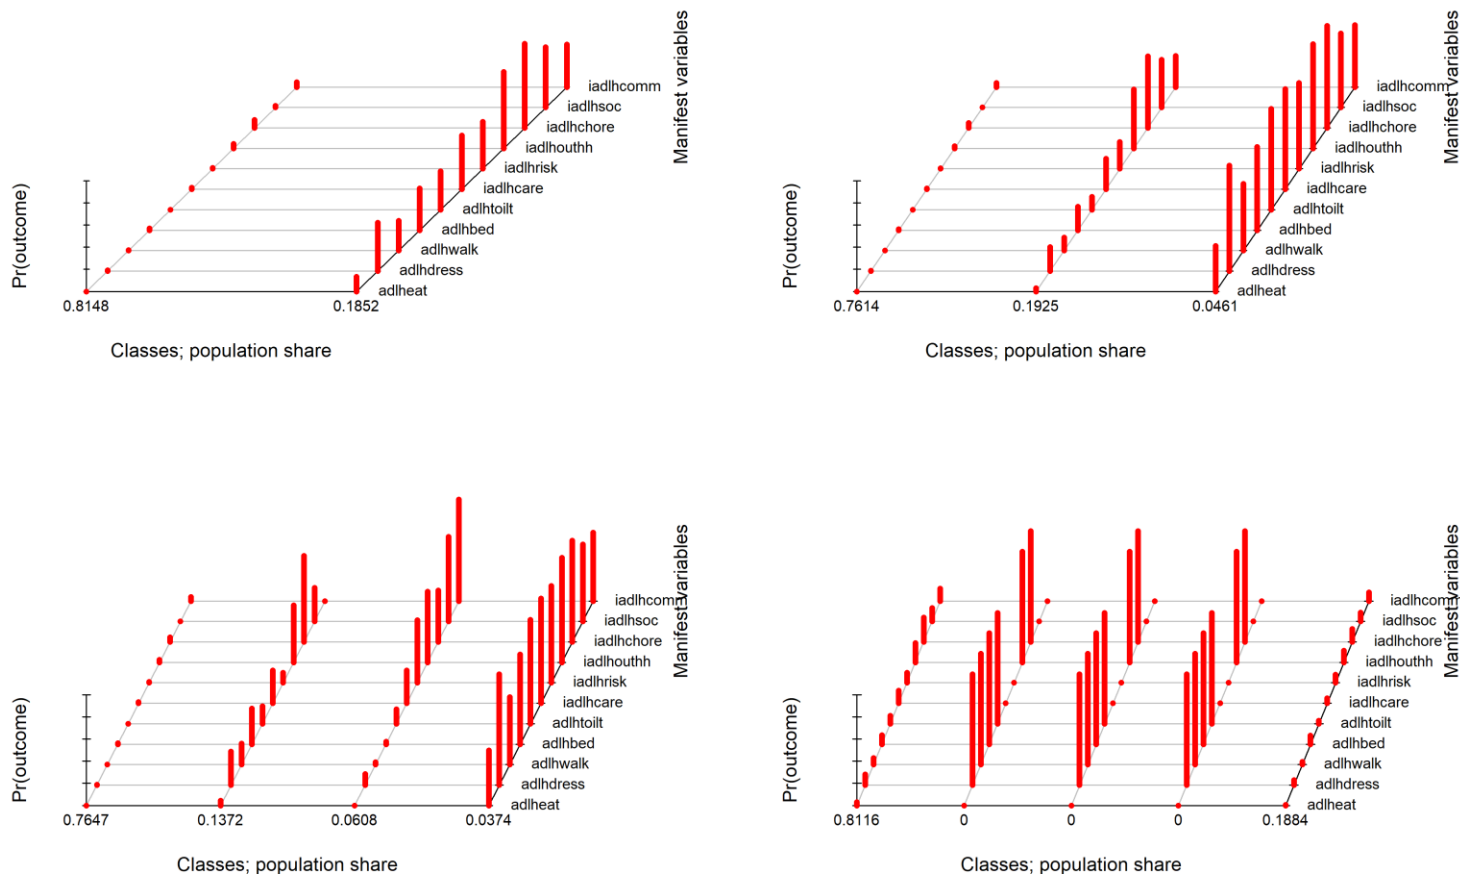 Manifest variables
iadlhcomm
iadlhsoc
iadlhchore
iadlhouthh
iadlhrisk
iadlhcare
adlhtoilt
adlhbed
adlhwalk
adlhdress
adlheat
Pr(outcome)
0.8148 0.1852
Classes; population share
Manifest variables
iadlhcomm
iadlhsoc
iadlhchore
iadlhouthh
iadlhrisk
iadlhcare
adlhtoilt
adlhbed
adlhwalk
adlhdress
adlheat
Pr(outcome)
0.7614 0.1925 0.0461
Classes; population share
Manifest variables
iadlhcomm
iadlhsoc
iadlhchore
iadlhouthh
iadlhrisk
iadlhcare
adlhtoilt
adlhbed
adlhwalk
adlhdress
adlheat
Pr(outcome)
0.7647 0.1372 0.0608 0.0374
Classes; population share
Manifest variables
iadlhcomm
iadlhsoc
iadlhchore
iadlhouthh
iadlhrisk
iadlhcare
adlhtoilt
adlhbed
adlhwalk
adlhdress
adlheat
Pr(outcome)
0.8116 0 0 0 0.1884
Classes; population share